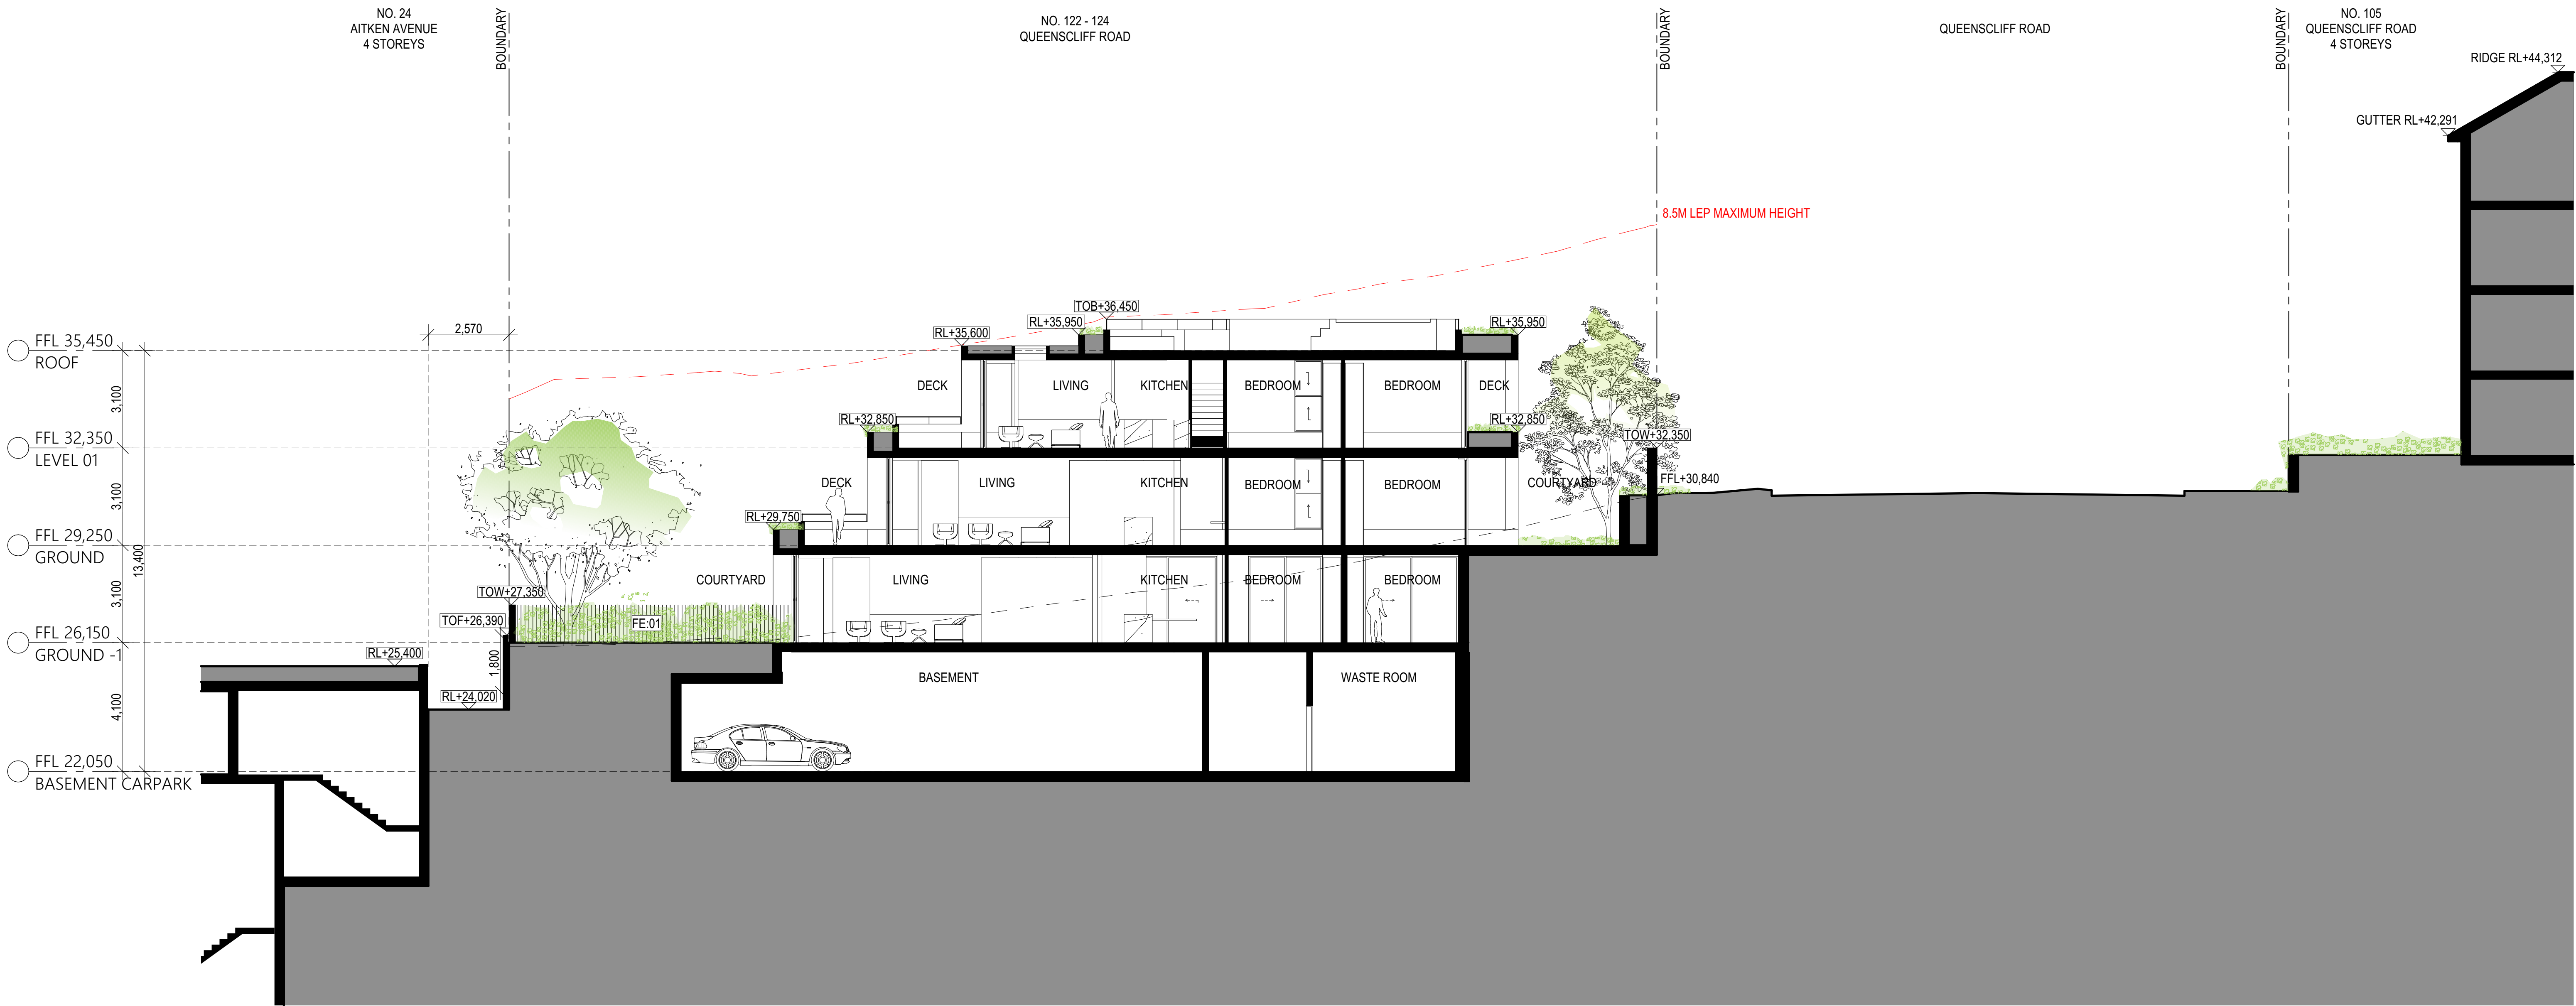 NO. 24
AITKEN AVENUE
4 STOREYS
BOUNDARY
NO. 122 - 124
QUEENSCLIFF ROAD
BOUNDARY
QUEENSCLIFF ROAD
BOUNDARY
NO. 105
QUEENSCLIFF ROAD
4 STOREYS
RIDGE RL+44,312
GUTTER RL+42,291
8.5M LEP MAXIMUM HEIGHT
TOB+36,450
RL+35,950
RL+35,950
RL+35,600
2,570
FFL 35,450
ROOF
3,100
DECK
LIVING
KITCHEN
BEDROOM
BEDROOM
DECK
RL+32,850
RL+32,850
TOW+32,350
FFL 32,350
LEVEL 01
3,100
DECK
LIVING
KITCHEN
BEDROOM
BEDROOM
COURTYARD
FFL+30,840
RL+29,750
FFL 29,250
GROUND
13,400
3,100
COURTYARD
LIVING
KITCHEN
BEDROOM
BEDROOM
TOW+27,350
TOF+26,390
FE:01
FFL 26,150
GROUND -1
RL+25,400
1,800
RL+24,020
4,100
BASEMENT
WASTE ROOM
FFL 22,050
BASEMENT CARPARK